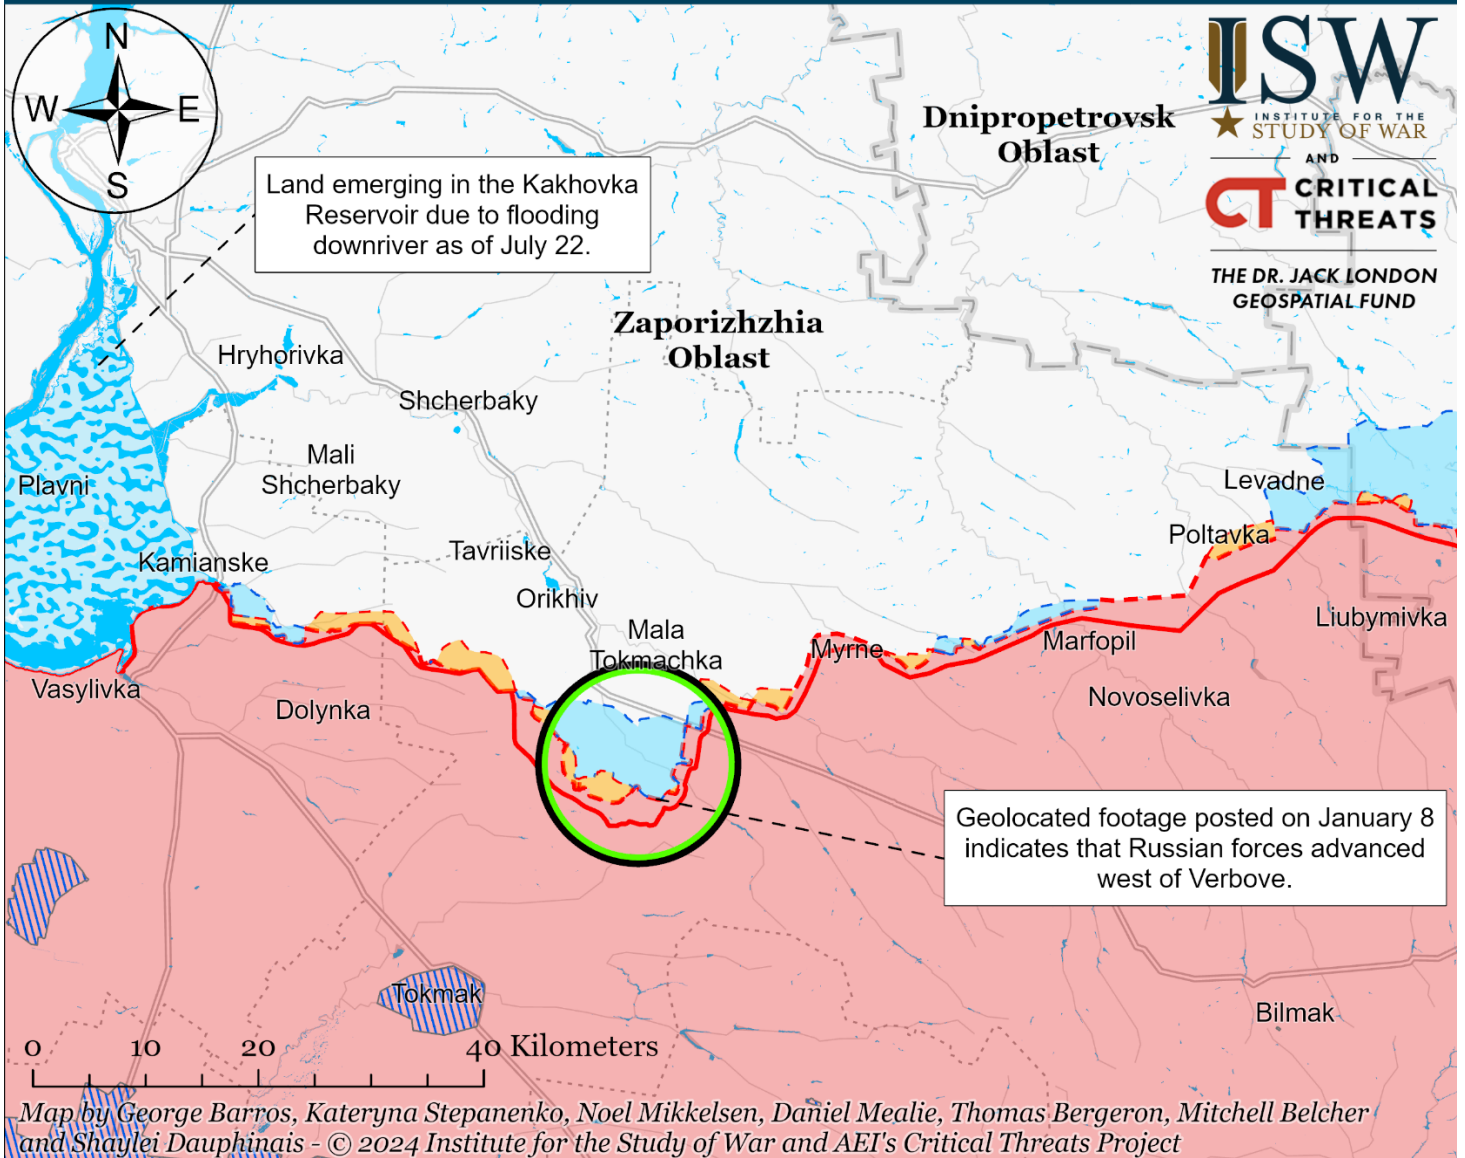 N
W
E
S
ISW
INSTITUTE FOR THE
STUDY OF WAR
AND
CT CRITICAL
THREATS
THE DR. JACK LONDON
GEOSPATIAL FUND
Dnipropetrovsk
Oblast
Land emerging in the Kakhovka
Reservoir due to flooding
downriver as of July 22.
Zaporizhzhia
Oblast
Hryhorivka
Shcherbaky
Mali
Shcherbaky
Plavni
Levadne
Poltavka
Kamianske
Tavriiske
Orikhiv
Liubymivka
Mala
Tokmachka
Myrne
Marfopil
Vasylivka
Dolynka
Novoselivka
Geolocated footage posted on January 8
indicates that Russian forces advanced
west of Verbove.
Tokmak
Bilmak
0 10 20 40 Kilometers
Map by George Barros, Kateryna Stepanenko, Noel Mikkelsen, Daniel Mealie, Thomas Bergeron, Mitchell Belcher
and Shaylei Dauphinais - © 2024 Institute for the Study of War and AEI's Critical Threats Project